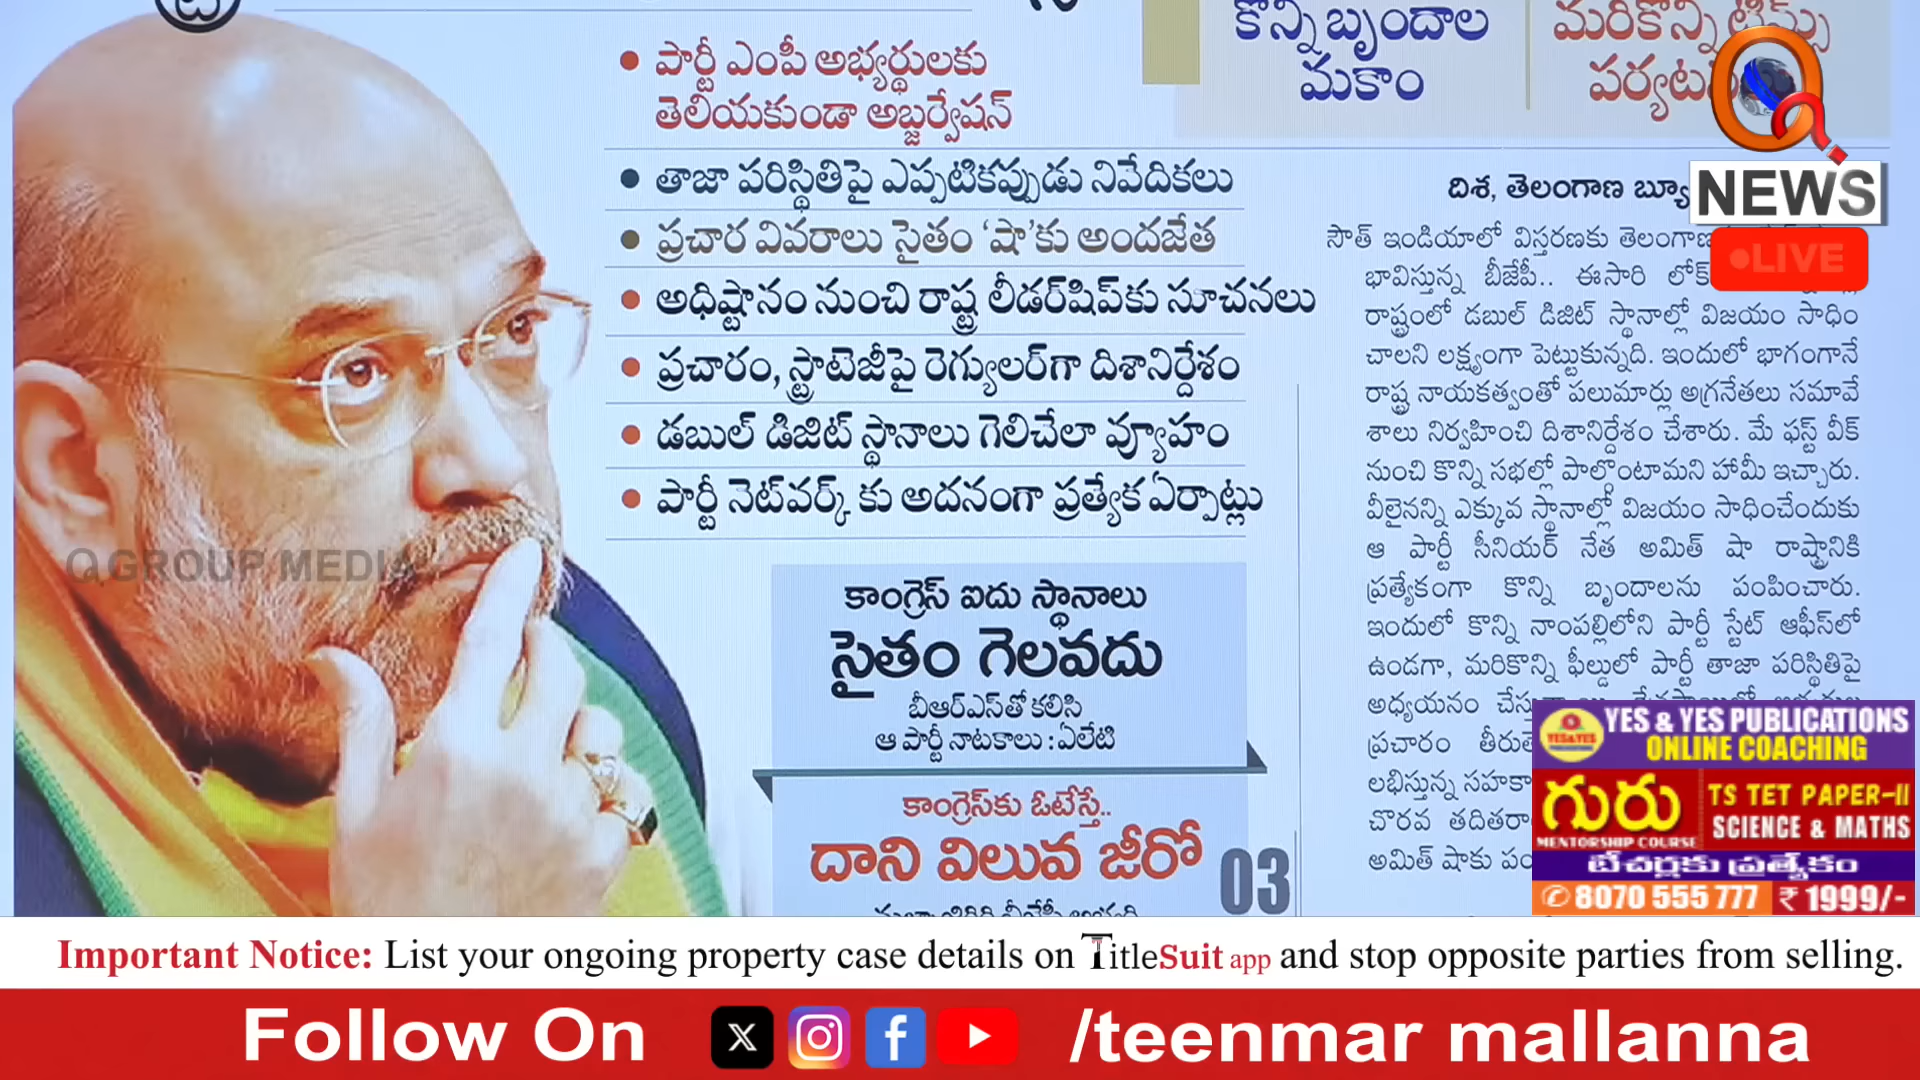 కొన్ని బృందాల
మకాం
మరికొన్ని టీమ్స్
• పార్టీ ఎంపీ అభ్యర్థులకు
తెలియకుండా అబ్జర్వేషన్
• తాజా పరిస్థితిపై ఎప్పటికప్పుడు నివేదికలు
• ప్రచార వివరాలు సైతం ‘షా’కు అందజేత
• అధిష్టానం నుంచి రాష్ట్ర లీడర్‌షిప్‌కు సూచనలు
• ప్రచారం, స్ట్రాటెజీపై రెగ్యులర్‌గా దిశానిర్దేశం
• డబుల్ డిజిట్ స్థానాలు గెలిచేలా వ్యూహం
• పార్టీ నెట్‌వర్క్ కు అదనంగా ప్రత్యేక ఏర్పాట్లు
కాంగ్రెస్ ఐదు స్థానాలు
సైతం గెలవదు
బీఆర్ఎస్‌తో కలిసి
ఆ పార్టీ నాటకాలు : ఏలేటి
కాంగ్రెస్‌కు ఓటేస్తే..
దాని విలువ జీరో
03
దిశ, తెలంగాణ బ్యూ
సౌత్ ఇండియాలో విస్తరణకు తెలంగాణ
భావిస్తున్న బీజేపీ.. ఈసారి లోక్
రాష్ట్రంలో డబుల్ డిజిట్ స్థానాల్లో విజయం సాధిం
చాలని లక్ష్యంగా పెట్టుకున్నది. ఇందులో భాగంగానే
రాష్ట్ర నాయకత్వంతో పలుమార్లు అగ్రనేతలు సమావే
శాలు నిర్వహించి దిశానిర్దేశం చేశారు. మే ఫస్ట్ వీక్
నుంచి కొన్ని సభల్లో పాల్గొంటామని హామీ ఇచ్చారు.
వీలైనన్ని ఎక్కువ స్థానాల్లో విజయం సాధించేందుకు
ఆ పార్టీ సీనియర్ నేత అమిత్ షా రాష్ట్రానికి
ప్రత్యేకంగా కొన్ని బృందాలను పంపించారు.
ఇందులో కొన్ని నాంపల్లిలోని పార్టీ స్టేట్ ఆఫీస్‌లో
ఉండగా, మరికొన్ని ఫీల్డులో పార్టీ తాజా పరిస్థితిపై
అధ్యయనం
ప్రచారం
లభిస్తున్న
చొరవ
అమిత్ షాకు
Q
NEWS
●LIVE
Q GROUP MEDIA
YES & YES PUBLICATIONS
ONLINE COACHING
YES&YES
గురు
MENTORSHIP COURSE
TS TET PAPER-II
SCIENCE & MATHS
టీచర్లకు ప్రత్యేకం
8070 555 777 ₹ 1999/-
Important Notice: List your ongoing property case details on TitleSuit app and stop opposite parties from selling.
Follow On /teenmar mallanna